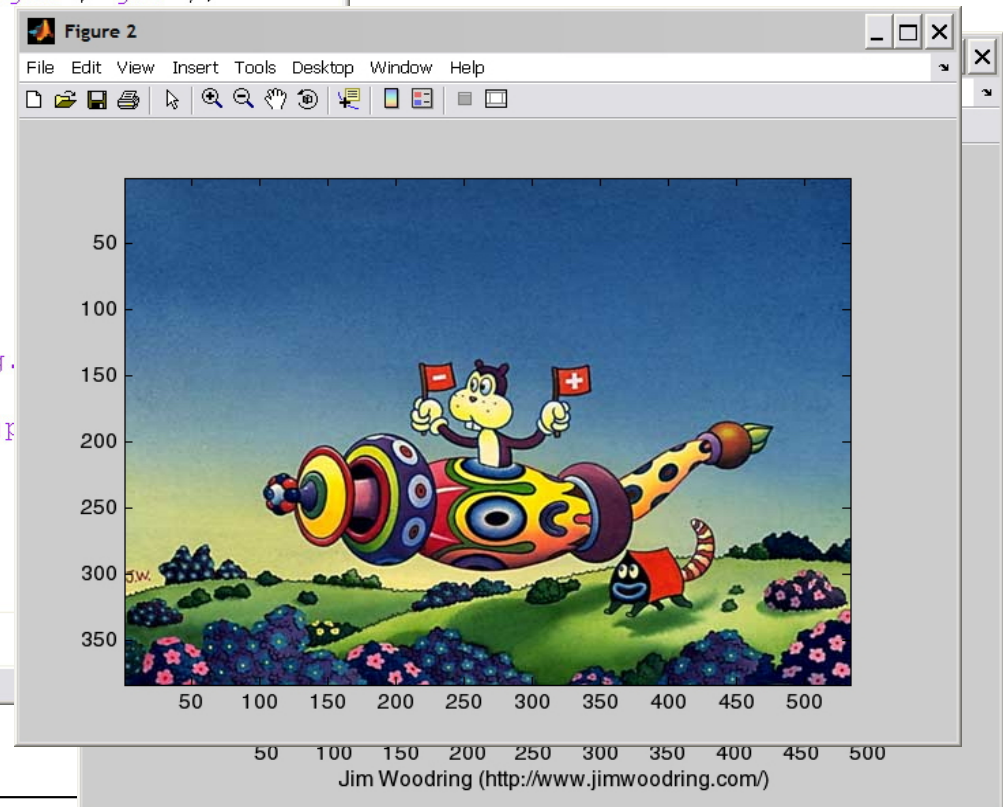 Figure 2
File Edit View Insert Tools Desktop Window Help
50
100
150
200
250
300
350
J.W.
50 100 150 200 250 300 350 400 450 500
50 100 150 200 250 300 350 400 450 500
Jim Woodring (http://www.jimwoodring.com/)